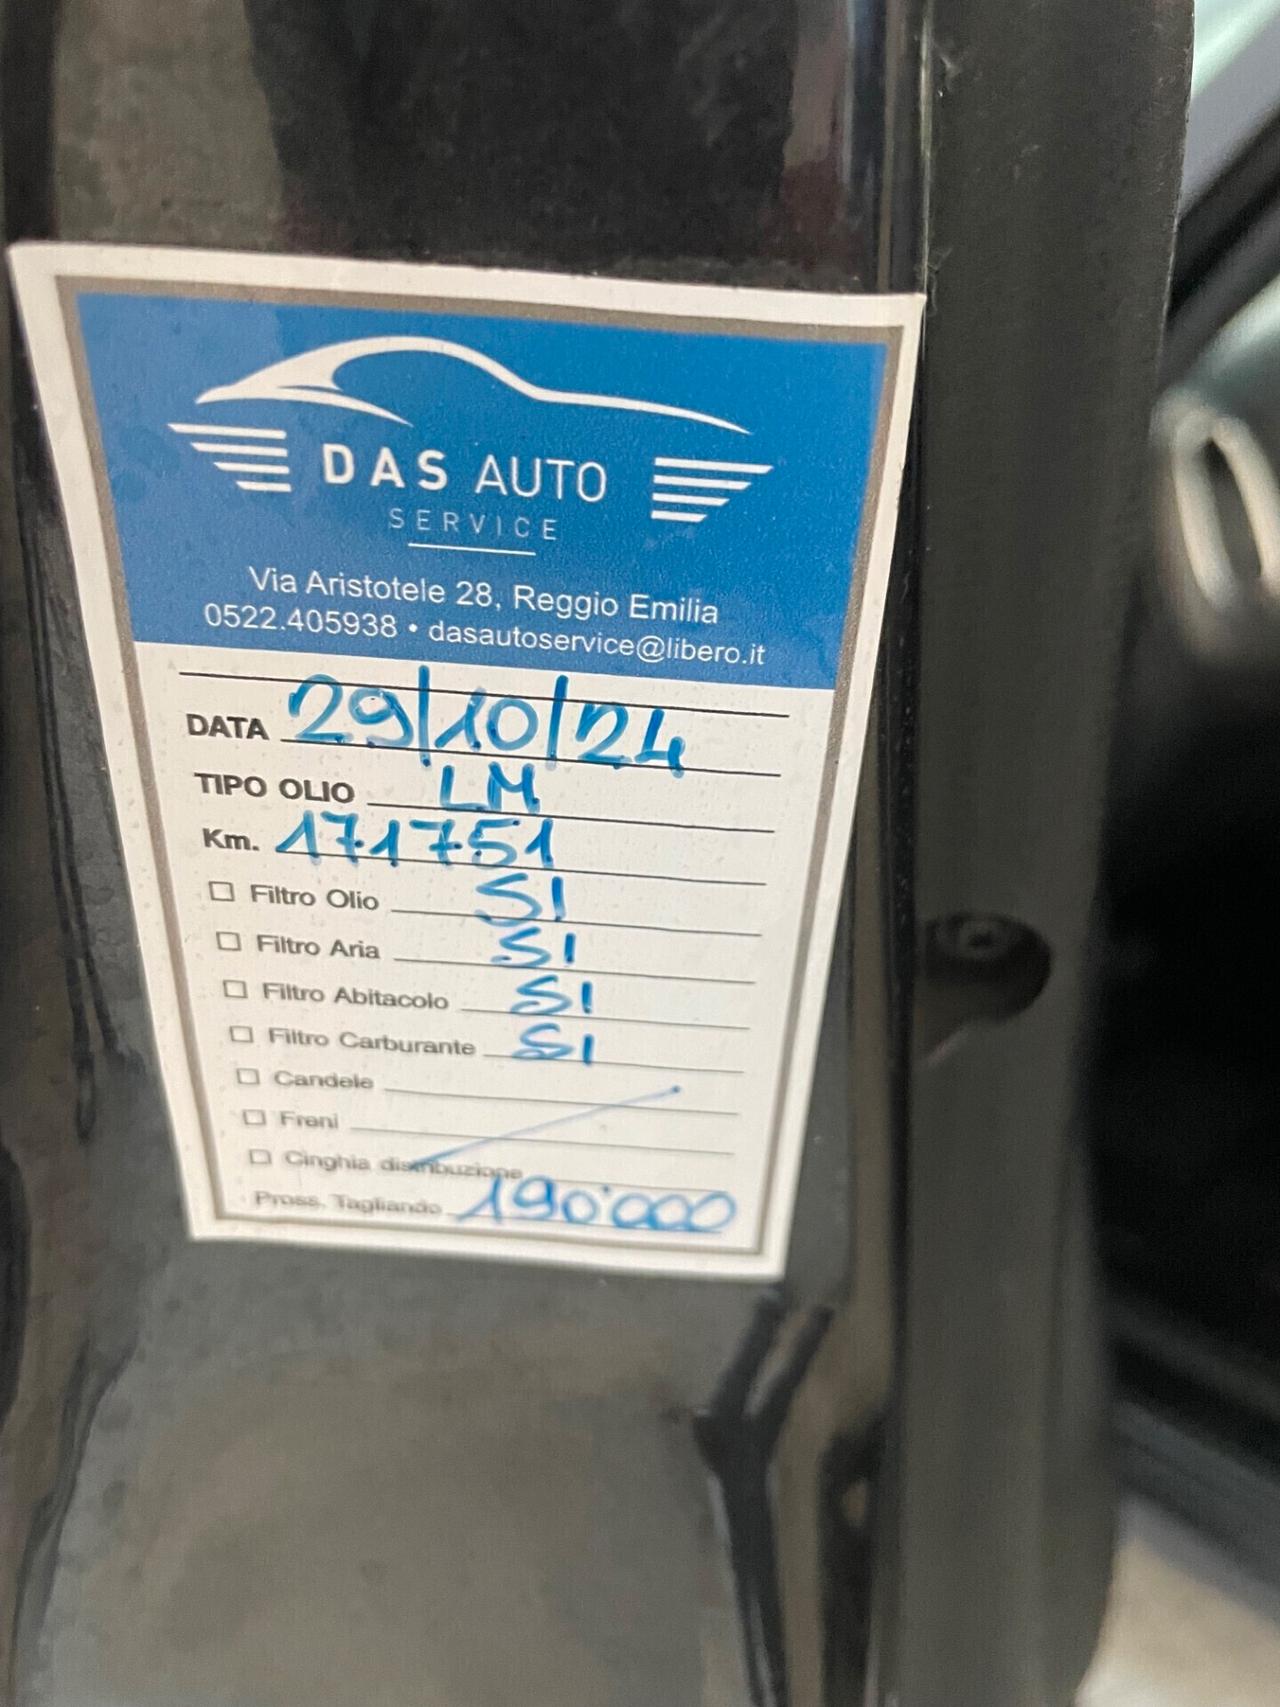 DAS AUTO
SERVICE
Via Aristotele 28, Reggio Emilia
0522.405938 • dasautoservice@libero.it
DATA 29/10/24
TIPO OLIO LM
Km. 171751
Filtro Olio SI
Filtro Aria SI
Filtro Abitacolo SI
Filtro Carburante SI
Candele
Freni
Cinghia distribuzione
Pross. Tagliando 190'000